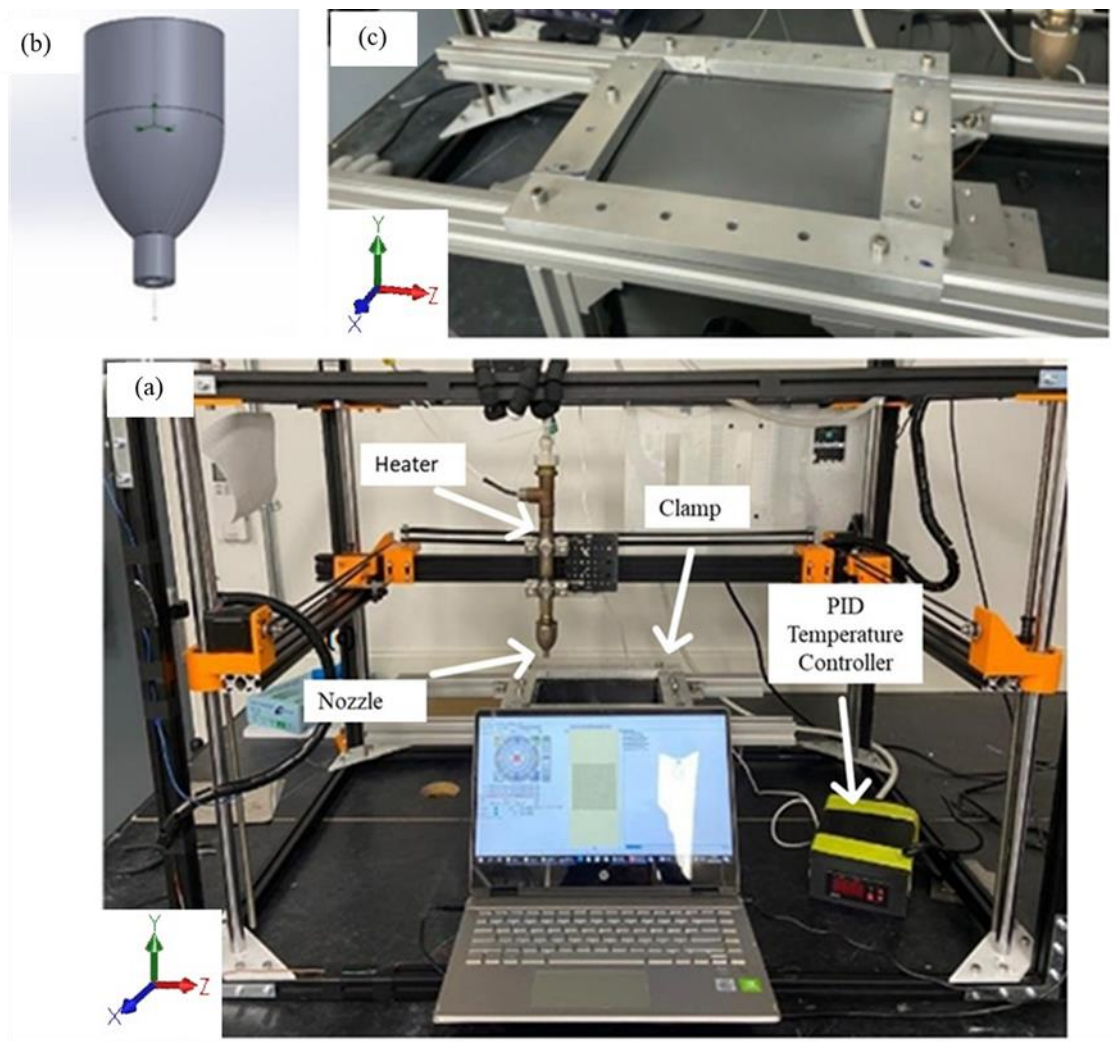 (b)
(c)
Y
Z
X
(a)
Heater
Clamp
PID
Temperature
Controller
Nozzle
Y
Z
X